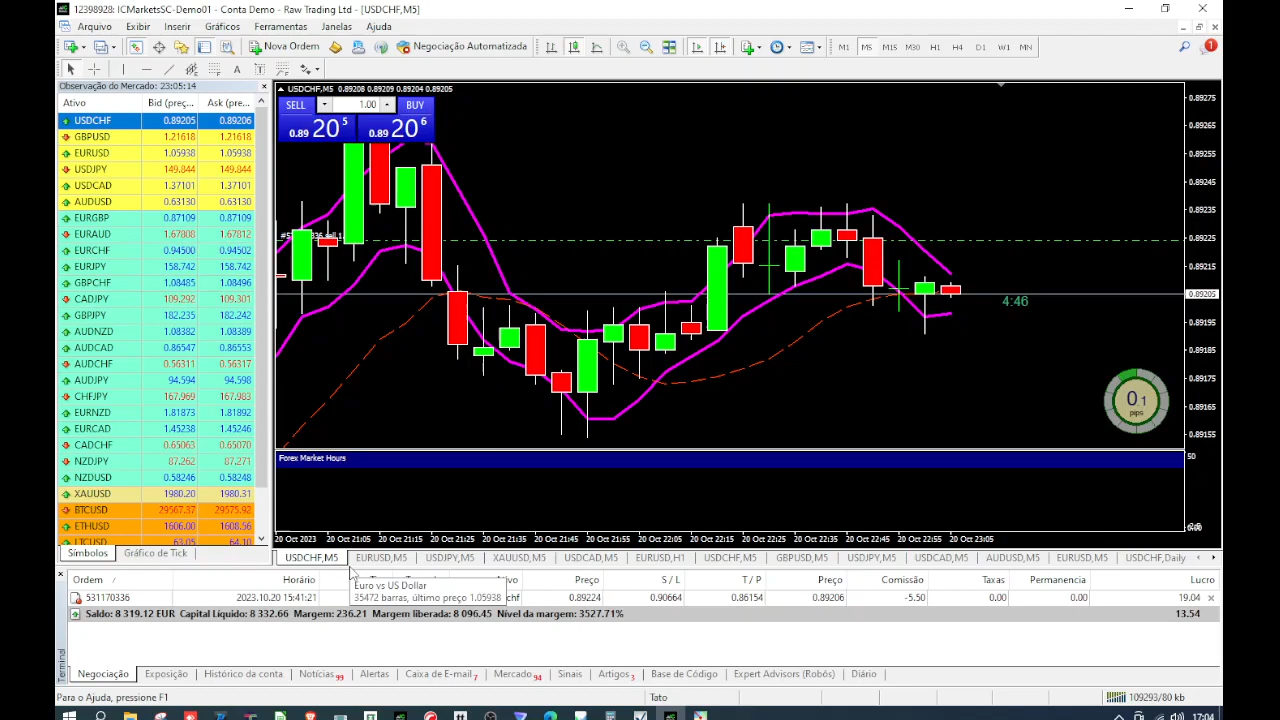 12398928: ICMarketsSC-Demo01 - Conta Demo - Raw Trading Ltd - [USDCHF,M5]
Arquivo Exibir Inserir Gráficos Ferramentas Janelas Ajuda
Nova Ordem Negociação Automatizada M1 M5 M15 M30 H1 H4 D1 W1 MN 1
A T
Observação do Mercado: 23:05:14
Ativo Bid (preç... Ask (pre...
USDCHF 0.89205 0.89206
GBPUSD 1.21618 1.21618
EURUSD 1.05938 1.05938
USDJPY 149.844 149.844
USDCAD 1.37101 1.37101
AUDUSD 0.63130 0.63130
EURGBP 0.87109 0.87109
EURAUD 1.67808 1.67812
EURCHF 0.94500 0.94502
EURJPY 158.742 158.742
GBPCHF 1.08485 1.08496
CADJPY 109.292 109.301
GBPJPY 182.235 182.242
AUDNZD 1.08382 1.08389
AUDCAD 0.86547 0.86553
AUDCHF 0.56311 0.56317
AUDJPY 94.594 94.598
CHFJPY 167.969 167.983
EURNZD 1.81873 1.81892
EURCAD 1.45238 1.45246
CADCHF 0.65063 0.65070
NZDJPY 87.262 87.271
NZDUSD 0.58246 0.58248
XAUUSD 1980.20 1980.31
BTCUSD 29567.37 29575.92
ETHUSD 1606.00 1608.56
LTCUSD 63.05 64.10
Símbolos Gráfico de Tick
USDCHF,M5 0.89208 0.89209 0.89204 0.89205
SELL 1.00 BUY
0.89 20 5 0.89 20 6
4:46
0 1
pips
0.89275
0.89265
0.89255
0.89245
0.89235
0.89225
0.89215
0.89205
0.89195
0.89185
0.89175
0.89165
0.89155
Forex Market Hours
50
20 Oct 2023 20 Oct 21:05 20 Oct 21:15 20 Oct 21:25 20 Oct 21:35 20 Oct 21:45 20 Oct 21:55 20 Oct 22:05 20 Oct 22:15 20 Oct 22:25 20 Oct 22:35 20 Oct 22:45 20 Oct 22:55 20 Oct 23:05
USDCHF,M5 EURUSD,M5 USDJPY,M5 XAUUSD,M5 USDCAD,M5 EURUSD,H1 USDCHF,M5 GBPUSD,M5 USDJPY,M5 USDCAD,M5 AUDUSD,M5 EURUSD,M5 USDCHF,Daily
Ordem Horário Preço S / L T / P Preço Comissão Taxas Permanencia Lucro
Euro vs US Dollar
35472 barras, último preço 1.05938
531170336 2023.10.20 15:41:21 chf 0.89224 0.90664 0.86154 0.89206 -5.50 0.00 0.00 19.04
Saldo: 8 319.12 EUR Capital Líquido: 8 332.66 Margem: 236.21 Margem liberada: 8 096.45 Nível da margem: 3527.71% 13.54
Terminal
Negociação Exposição Histórico da conta Notícias 99 Alertas Caixa de E-mail 7 Mercado 94 Sinais Artigos 3 Base de Código Expert Advisors (Robôs) Diário
Para o Ajuda, pressione F1 Tato 109293/80 kb
17:04